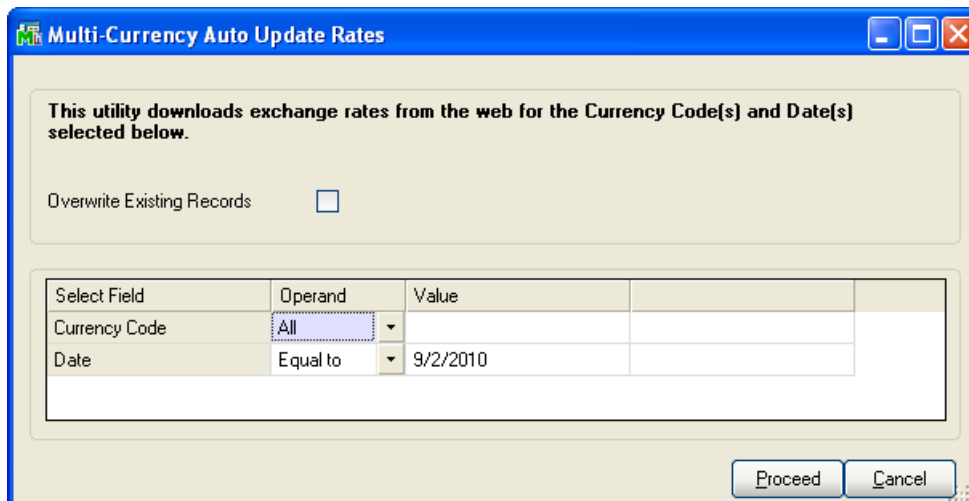 Multi-Currency Auto Update Rates
This utility downloads exchange rates from the web for the Currency Code(s) and Date(s)
selected below.
Overwrite Existing Records
Select Field Operand Value
Currency Code All
Date Equal to 9/2/2010
Proceed Cancel